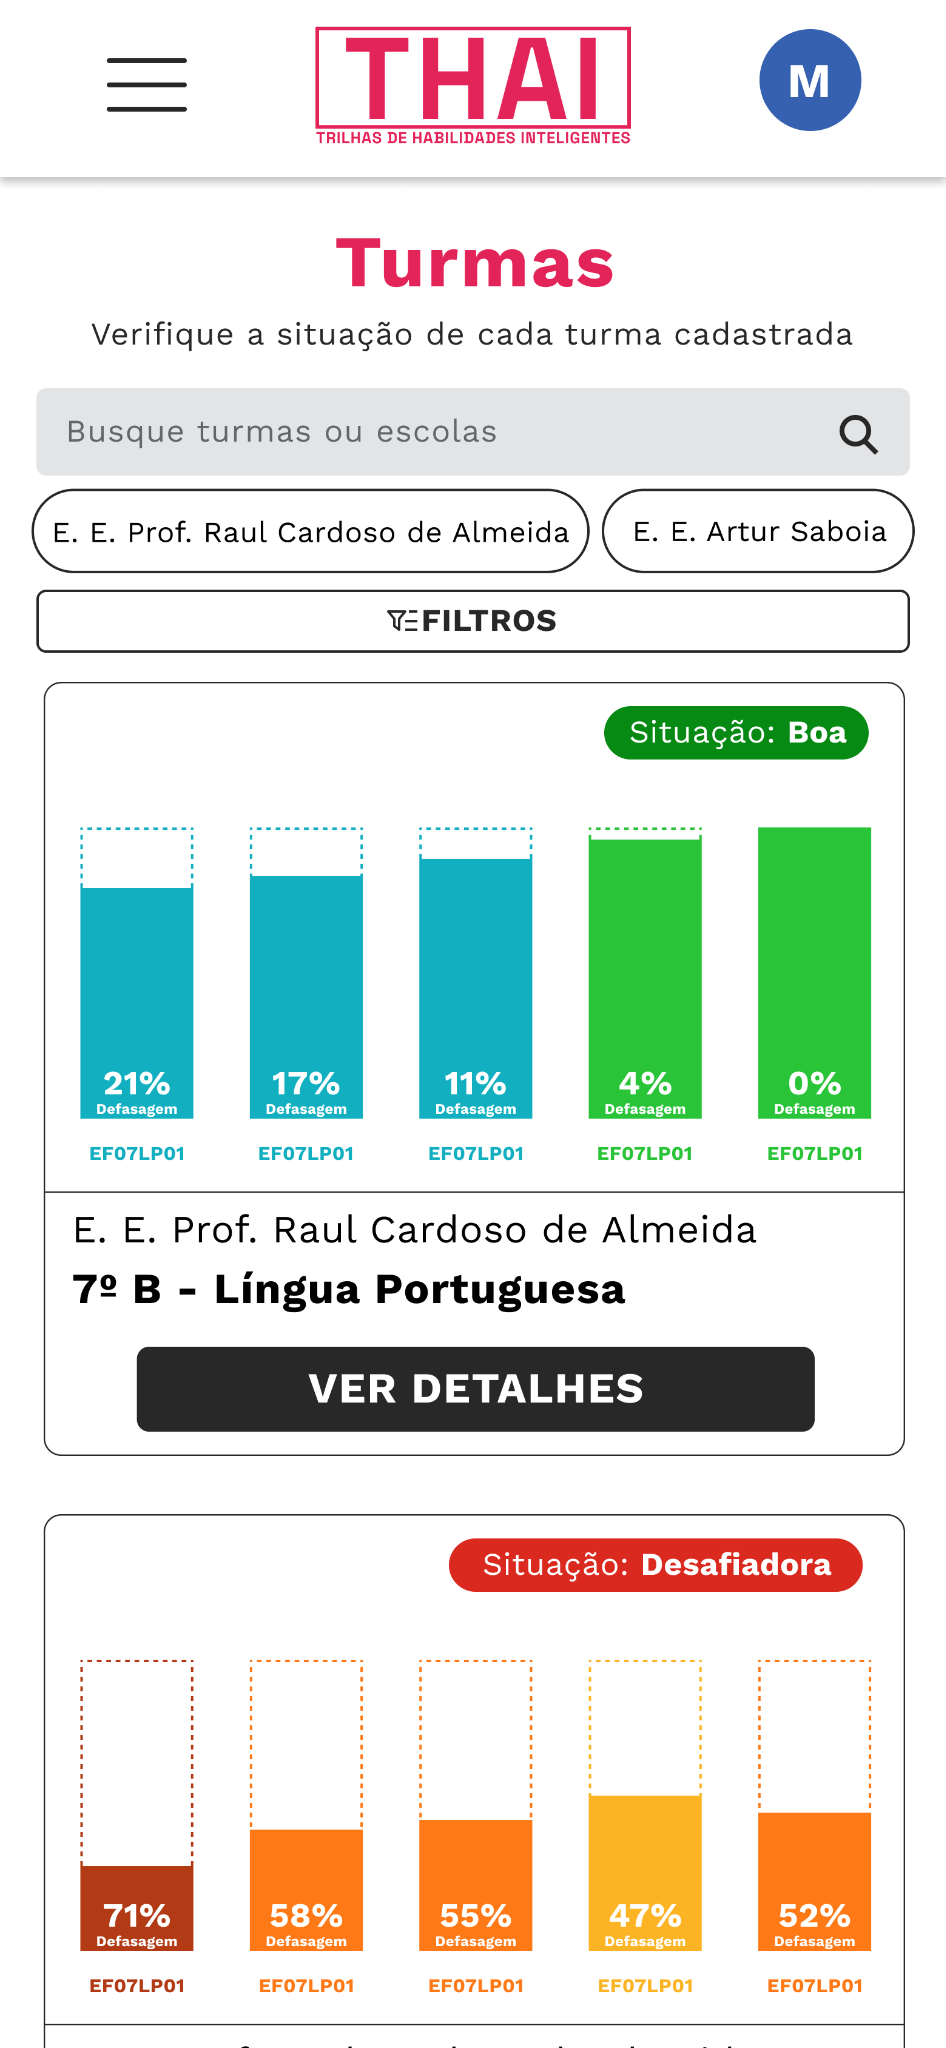 THAI
TRILHAS DE HABILIDADES INTELIGENTES
M
Turmas
Verifique a situação de cada turma cadastrada
Busque turmas ou escolas
E. E. Prof. Raul Cardoso de Almeida
E. E. Artur Saboia
FILTROS
Situação: Boa
21% 17% 11% 4% 0%
Defasagem Defasagem Defasagem Defasagem Defasagem
EF07LP01 EF07LP01 EF07LP01 EF07LP01 EF07LP01
E. E. Prof. Raul Cardoso de Almeida
7º B - Língua Portuguesa
VER DETALHES
Situação: Desafiadora
71% 58% 55% 47% 52%
Defasagem Defasagem Defasagem Defasagem Defasagem
EF07LP01 EF07LP01 EF07LP01 EF07LP01 EF07LP01